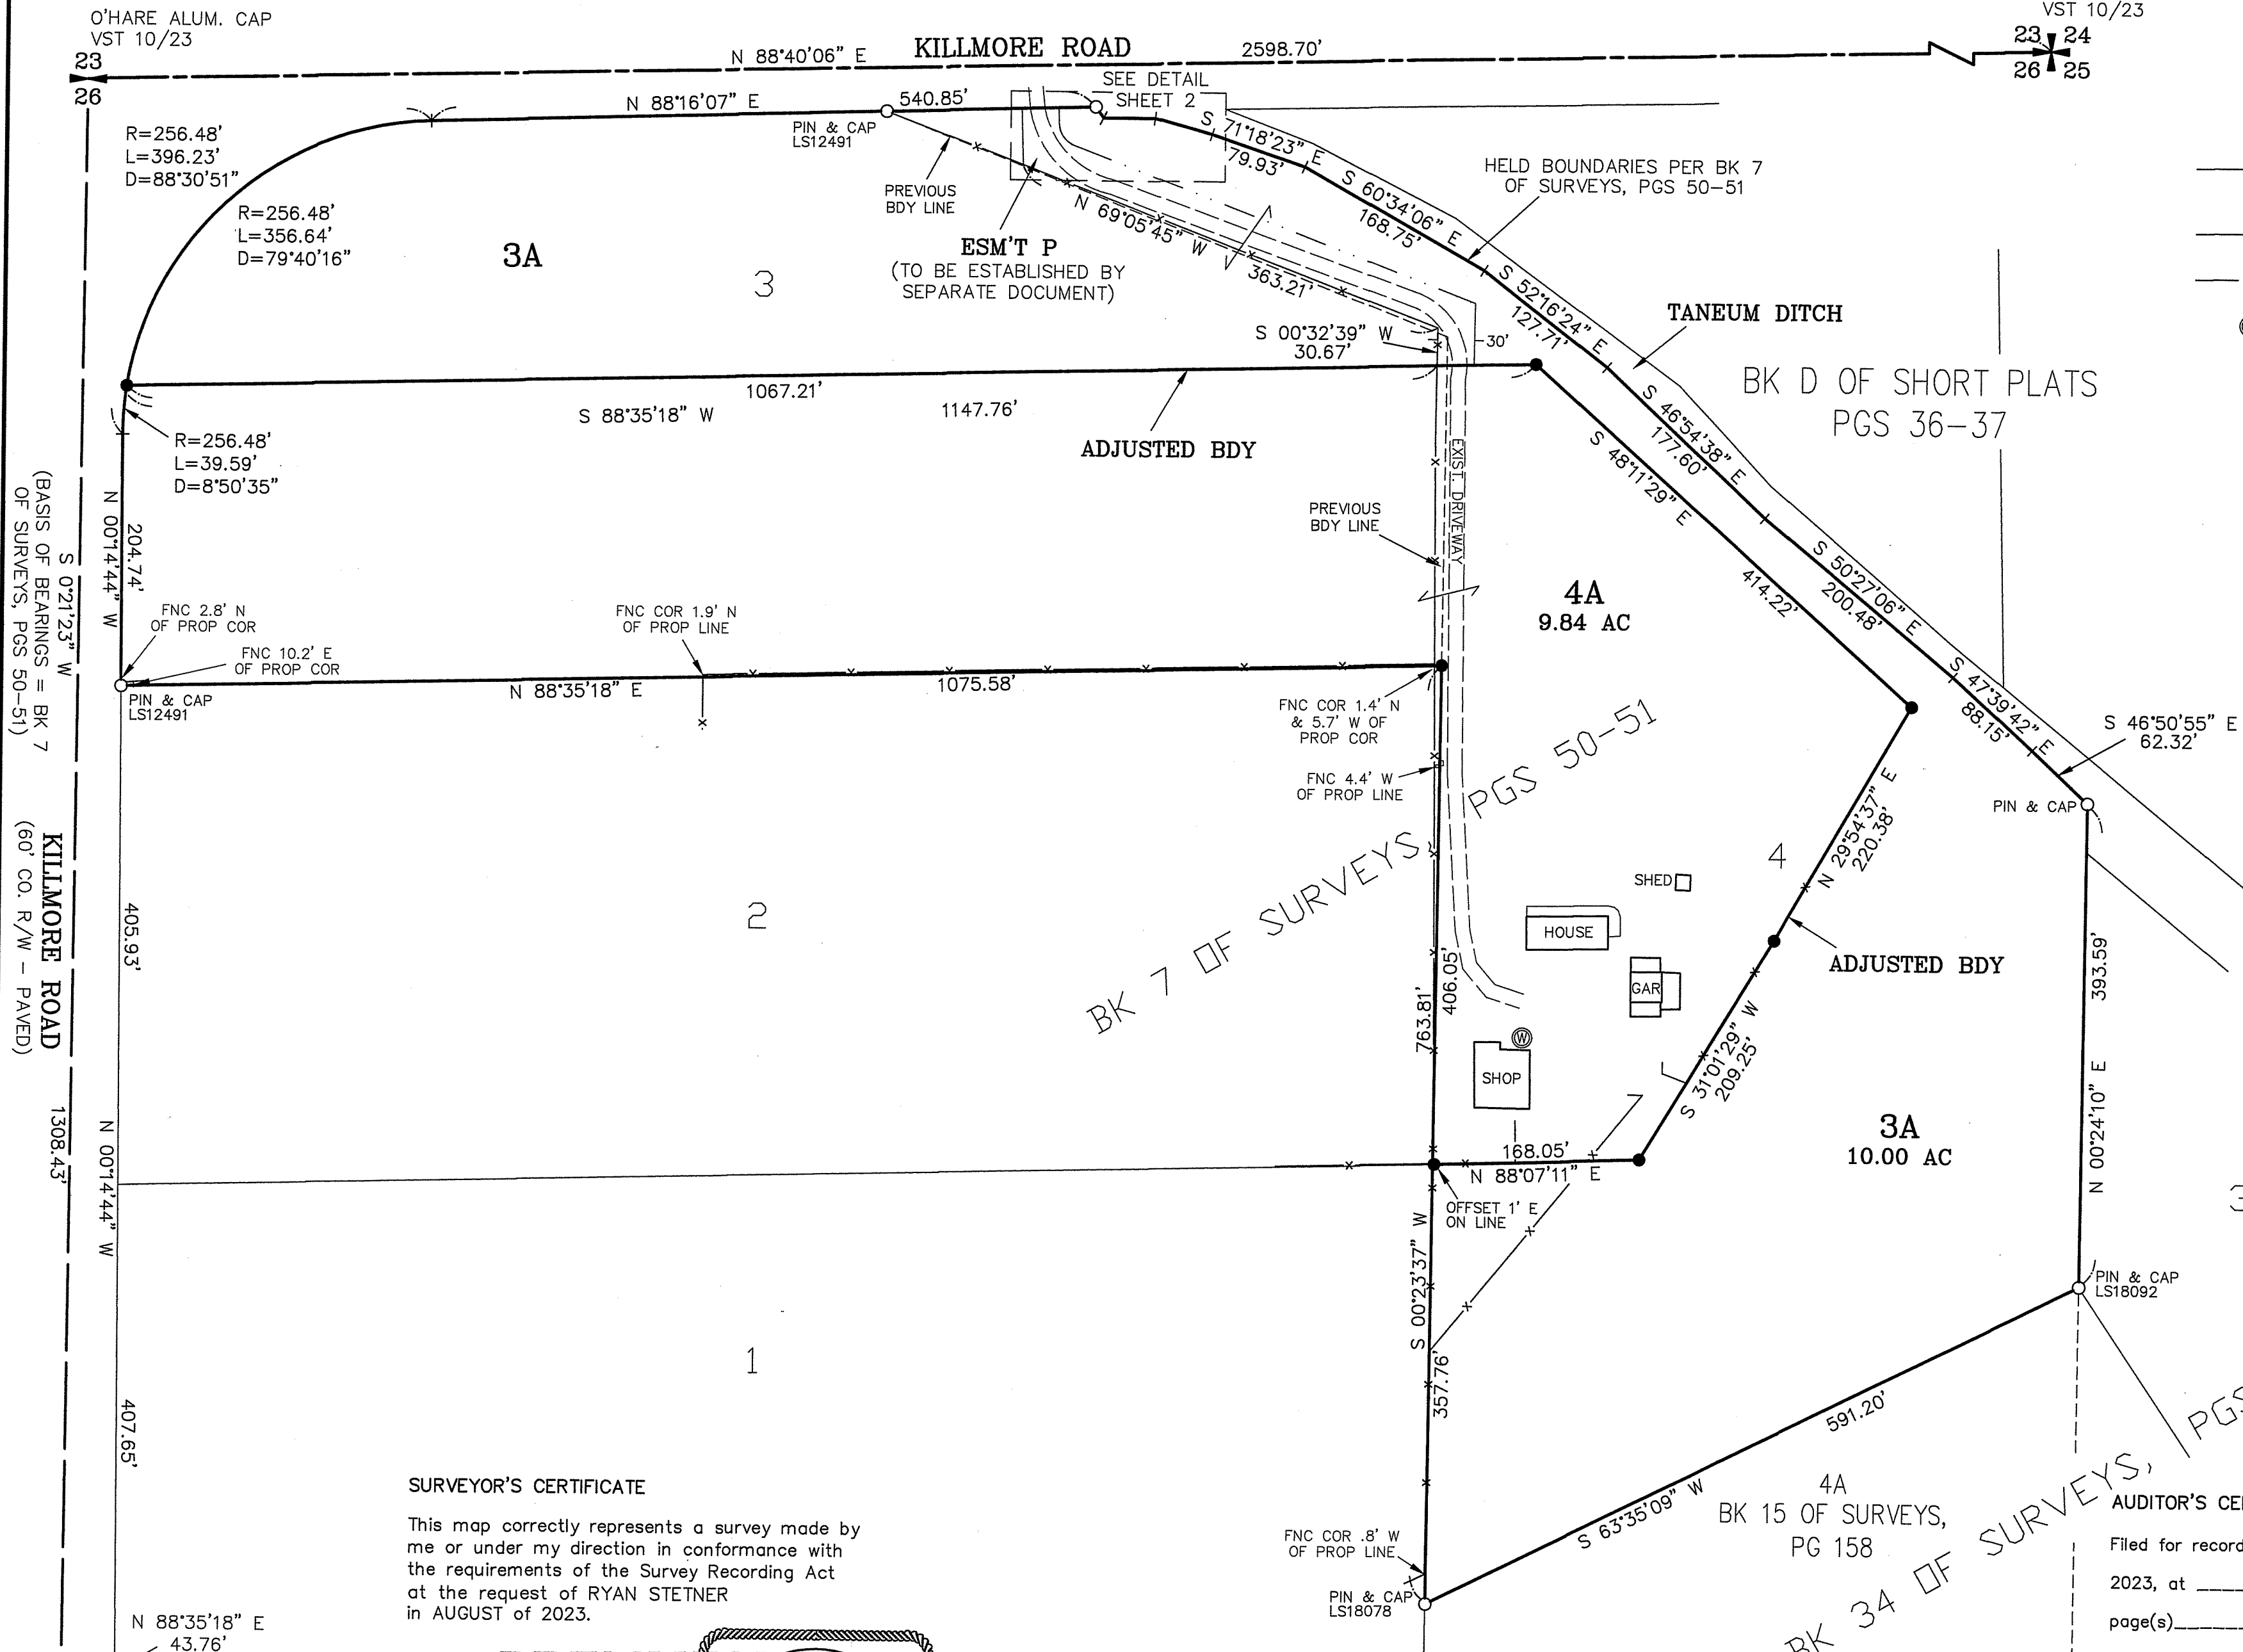 O'HARE ALUM. CAP
VST 10/23
23
26
N 88°40'06" E
KILLMORE ROAD
2598.70'
VST 10/23
23 24
26 25
N 88°16'07" E
540.85'
SEE DETAIL
SHEET 2
PIN & CAP
LS12491
R=256.48'
L=396.23'
D=88°30'51"
R=256.48'
L=356.64'
D=79°40'16"
3A
3
PREVIOUS
BDY LINE
ESM'T P
(TO BE ESTABLISHED BY
SEPARATE DOCUMENT)
N 69°05'45" W
363.21'
S 71°18'23" E
79.93'
S 60°34'06" E
168.75'
HELD BOUNDARIES PER BK 7
OF SURVEYS, PGS 50-51
S 52°16'24" E
127.71'
TANEUM DITCH
BK D OF SHORT PLATS
PGS 36-37
S 00°32'39" W
30.67'
30'
1067.21'
S 88°35'18" W
1147.76'
ADJUSTED BDY
R=256.48'
L=39.59'
D=8°50'35"
S 46°54'38" E
177.60'
S 48°11'29" E
414.22'
S 50°27'06" E
200.48'
S 47°39'42" E
88.15'
S 46°50'55" E
62.32'
PIN & CAP
EXIST. DRIVEWAY
PREVIOUS
BDY LINE
4A
9.84 AC
N 00°14'44" W
204.74'
S 0°21'23" W
(BASIS OF BEARINGS = BK 7
OF SURVEYS, PGS 50-51)
FNC 2.8' N
OF PROP COR
FNC 10.2' E
OF PROP COR
PIN & CAP
LS12491
FNC COR 1.9' N
OF PROP LINE
N 88°35'18" E
1075.58'
FNC COR 1.4' N
& 5.7' W OF
PROP COR
FNC 4.4' W
OF PROP LINE
BK 7 OF SURVEYS, PGS 50-51
N 29°54'37" E
220.38'
4
SHED
HOUSE
GAR
W
SHOP
ADJUSTED BDY
393.59'
N 00°24'10" E
KILLMORE ROAD
(60' CO. R/W - PAVED)
1308.43'
405.93'
N 00°14'44" W
407.65'
2
1
763.81'
406.05'
S 31°01'29" W
209.25'
168.05'
N 88°07'11" E
OFFSET 1' E
ON LINE
3A
10.00 AC
S 00°23'37" W
357.76'
PIN & CAP
LS18092
3
591.20'
S 63°35'09" W
FNC COR .8' W
OF PROP LINE
PIN & CAP
LS18078
4A
BK 15 OF SURVEYS,
PG 158
BK 34 OF SURVEYS, PGS
SURVEYOR'S CERTIFICATE
This map correctly represents a survey made by
me or under my direction in conformance with
the requirements of the Survey Recording Act
at the request of RYAN STETNER
in AUGUST of 2023.
N 88°35'18" E
43.76'
AUDITOR'S CE
Filed for record
2023, at ____
page(s)_____